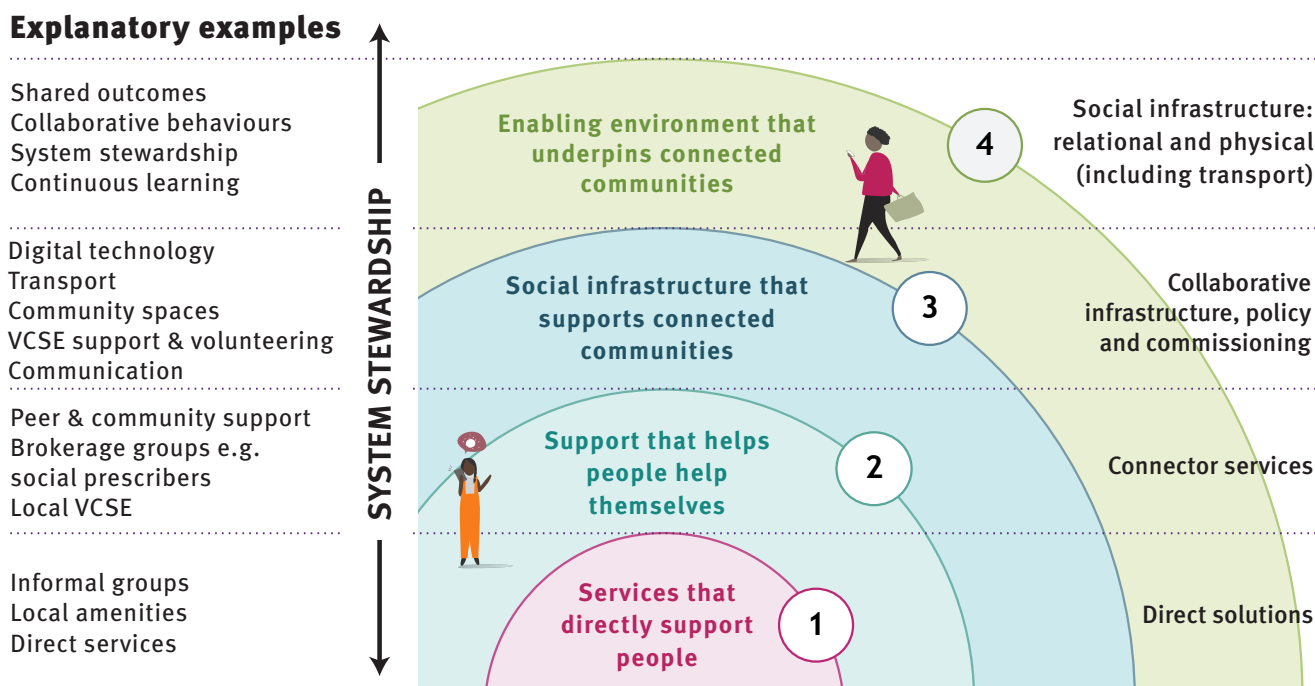 Explanatory examples
Shared outcomes
Collaborative behaviours
System stewardship
Continuous learning
Digital technology
Transport
Community spaces
VCSE support & volunteering
Communication
Peer & community support
Brokerage groups e.g.
social prescribers
Local VCSE
Informal groups
Local amenities
Direct services
SYSTEM STEWARDSHIP
Enabling environment that
underpins connected
communities
4
Social infrastructure:
relational and physical
(including transport)
Social infrastructure that
supports connected
communities
3
Collaborative
infrastructure, policy
and commissioning
Support that helps
people help
themselves
2
Connector services
Services that
directly support
people
1
Direct solutions